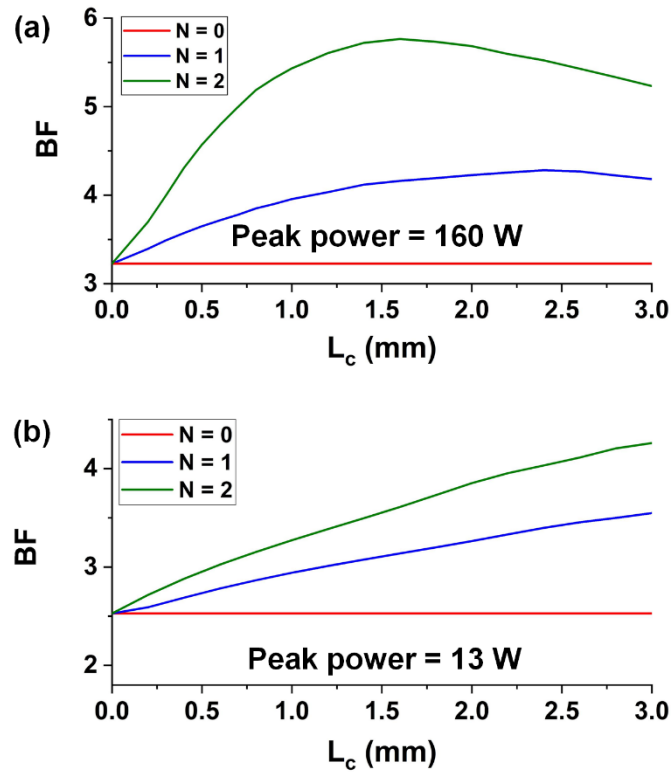 (a)
N = 0
N = 1
N = 2
6
5
4
3
BF
Peak power = 160 W
0.0 0.5 1.0 1.5 2.0 2.5 3.0
L_c (mm)
(b)
N = 0
N = 1
N = 2
4
3
2
BF
Peak power = 13 W
0.0 0.5 1.0 1.5 2.0 2.5 3.0
L_c (mm)